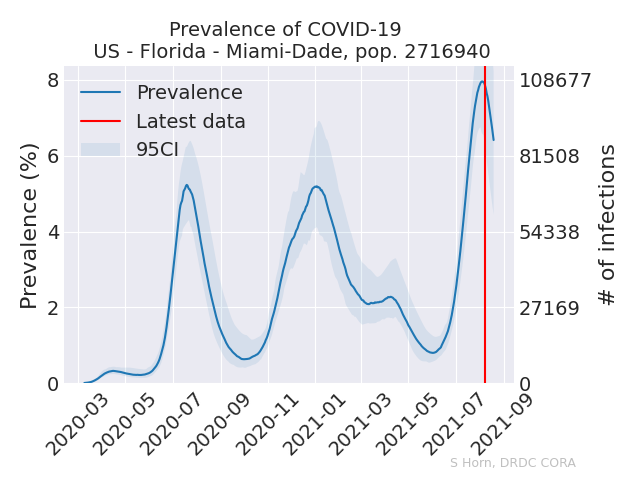 Prevalence of COVID-19
US - Florida - Miami-Dade, pop. 2716940
Prevalence
Latest data
95CI
Prevalence (%)
8
6
4
2
0
108677
81508
54338
27169
0
# of infections
2020-03
2020-05
2020-07
2020-09
2020-11
2021-01
2021-03
2021-05
2021-07
2021-09
S Horn, DRDC CORA